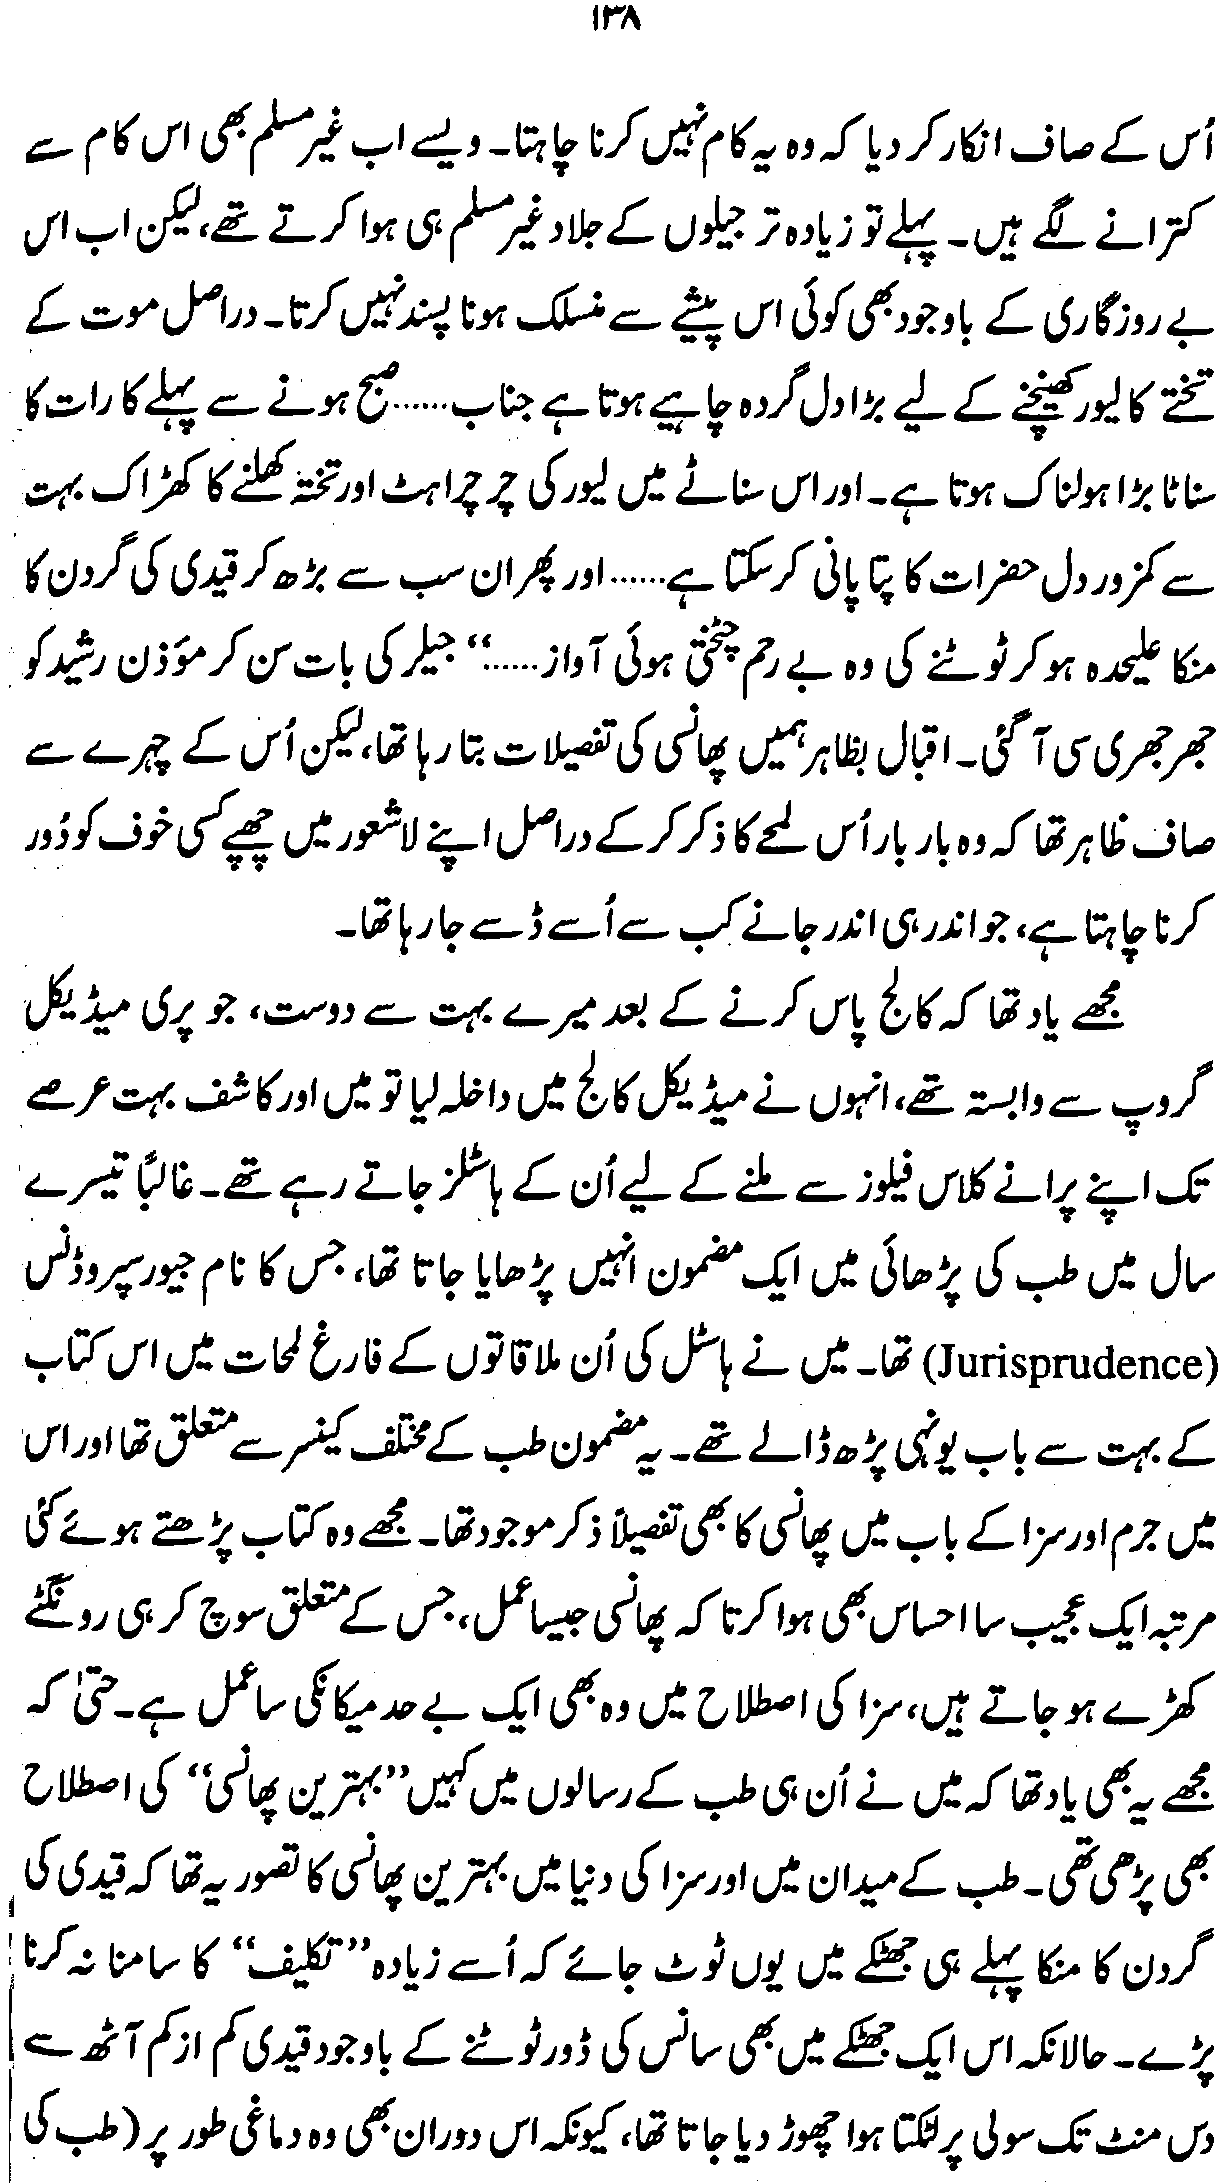 ۱۳۸
اُس کے صاف انکار کر دیا کہ وہ یہ کام نہیں کرنا چاہتا۔ ویسے اب غیر مسلم بھی اس کام سے
کترانے لگے ہیں۔ پہلے تو زیادہ تر جیلوں کے جلاد غیر مسلم ہی ہوا کرتے تھے، لیکن اب اس
بے روزگاری کے باوجود بھی کوئی اس پیشے سے منسلک ہونا پسند نہیں کرتا۔ دراصل موت کے
تختے کا لیور کھینچنے کے لیے بڑا دل گردہ چاہیے ہوتا ہے جناب...... صبح ہونے سے پہلے کا رات کا
سناٹا بڑا ہولناک ہوتا ہے۔ اور اس سناٹے میں لیور کی چرچراہٹ اور تختہ کھلنے کا کھڑاک بہت
سے کمزور دل حضرات کا پتا پانی کر سکتا ہے...... اور پھر ان سب سے بڑھ کر قیدی کی گردن کا
منکا علیحدہ ہو کر ٹوٹنے کی وہ بے رحم چٹختی ہوئی آواز......‘‘ جیلر کی بات سن کر موَذن رشید کو
جھرجھری سی آ گئی۔ اقبال بظاہر ہمیں پھانسی کی تفصیلات بتا رہا تھا، لیکن اُس کے چہرے سے
صاف ظاہر تھا کہ وہ بار بار اُس لمحے کا ذکر کر کے دراصل اپنے لاشعور میں چھپے کسی خوف کو دُور
کرنا چاہتا ہے، جو اندر ہی اندر جانے کب سے اُسے ڈسے جا رہا تھا۔
مجھے یاد تھا کہ کالج پاس کرنے کے بعد میرے بہت سے دوست، جو پری میڈیکل
گروپ سے وابستہ تھے، انہوں نے میڈیکل کالج میں داخلہ لیا تو میں اور کاشف بہت عرصے
تک اپنے پرانے کلاس فیلوز سے ملنے کے لیے اُن کے ہاسٹلز جاتے رہے تھے۔ غالباً تیسرے
سال میں طب کی پڑھائی میں ایک مضمون انہیں پڑھایا جاتا تھا، جس کا نام جیورسپروڈنس
(Jurisprudence) تھا۔ میں نے ہاسٹل کی اُن ملاقاتوں کے فارغ لمحات میں اس کتاب
کے بہت سے باب یونہی پڑھ ڈالے تھے۔ یہ مضمون طب کے مختلف کینسر سے متعلق تھا اور اس
میں جرم اور سزا کے باب میں پھانسی کا بھی تفصیلاً ذکر موجود تھا۔ مجھے وہ کتاب پڑھتے ہوئے کئی
مرتبہ ایک عجیب سا احساس بھی ہوا کرتا کہ پھانسی جیسا عمل، جس کے متعلق سوچ کر ہی رونگٹے
کھڑے ہو جاتے ہیں، سزا کی اصطلاح میں وہ بھی ایک بے حد میکانکی سا عمل ہے۔ حتیٰ کہ
مجھے یہ بھی یاد تھا کہ میں نے اُن ہی طب کے رسالوں میں کہیں ’’بہترین پھانسی‘‘ کی اصطلاح
بھی پڑھی تھی۔ طب کے میدان میں اور سزا کی دنیا میں بہترین پھانسی کا تصور یہ تھا کہ قیدی کی
گردن کا منکا پہلے ہی جھٹکے میں یوں ٹوٹ جائے کہ اُسے زیادہ ’’تکلیف‘‘ کا سامنا نہ کرنا
پڑے۔ حالانکہ اس ایک جھٹکے میں بھی سانس کی ڈور ٹوٹنے کے باوجود قیدی کم از کم آٹھ سے
دس منٹ تک سولی پر لٹکتا ہوا چھوڑ دیا جاتا تھا، کیونکہ اس دوران بھی وہ دماغی طور پر (طب کی